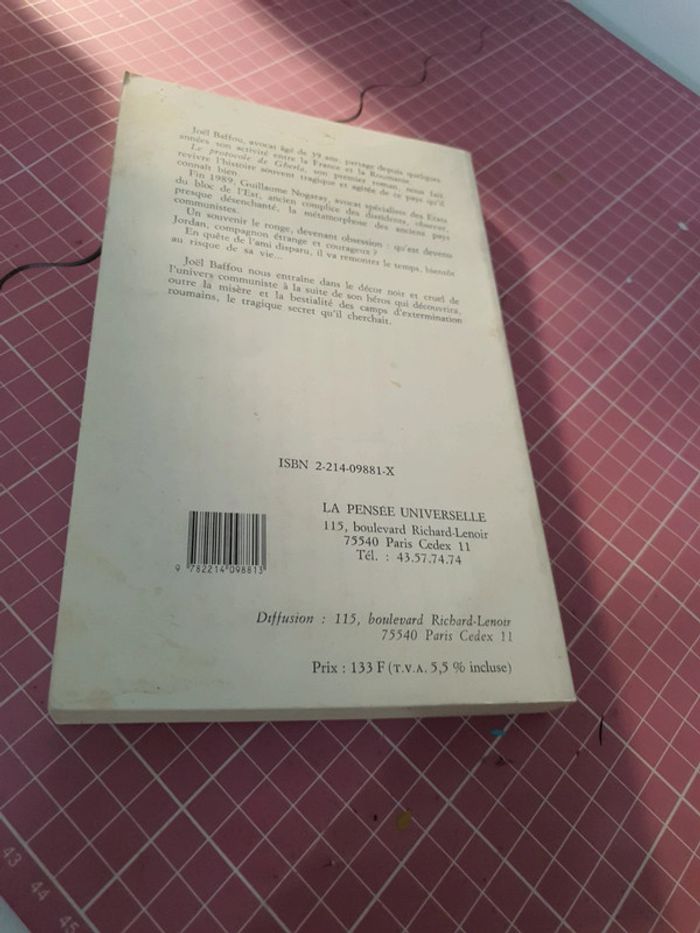 Joël Baffou, avocat âgé de 39 ans, partage depuis quelques
années son activité entre la France et la Roumanie.
Le protocole de Gherla, son premier roman, nous fait
revivre l'histoire souvent tragique et agitée de ce pays qu'il
connaît bien.
Fin 1989, Guillaume Nogaray, avocat spécialiste des Etats
du bloc de l'Est, ancien complice des dissidents, observe,
presque désenchanté, la métamorphose des anciens pays
communistes.
Un souvenir le ronge, devenant obsession : qu'est devenu
Jordan, compagnon étrange et courageux ?
En quête de l'ami disparu, il va remonter le temps, bientôt
au risque de sa vie...
Joël Baffou nous entraîne dans le décor noir et cruel de
l'univers communiste à la suite de son héros qui découvrira,
outre la misère et la bestialité des camps d'extermination
roumains, le tragique secret qu'il cherchait.
ISBN 2-214-09881-X
LA PENSÉE UNIVERSELLE
115, boulevard Richard-Lenoir
75540 Paris Cedex 11
Tél. : 43.57.74.74
9 782214 098813
Diffusion : 115, boulevard Richard-Lenoir
75540 Paris Cedex 11
Prix : 133 F (T.V.A. 5,5 % incluse)
43
44
45